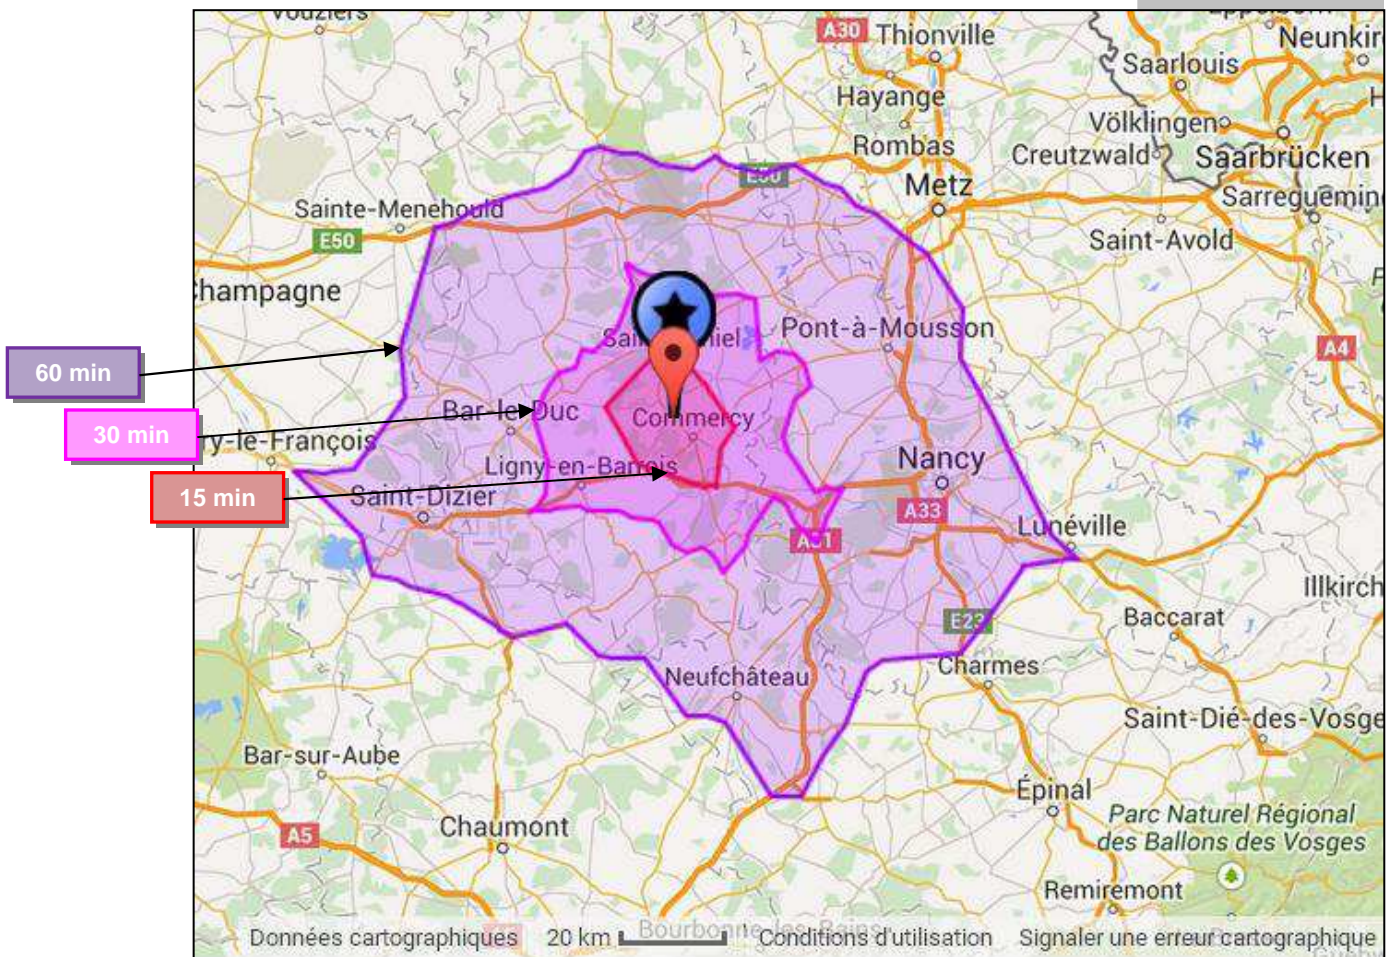 Vouziers
A30
Thionville
Neunkir
Saarlouis
Hayange
Völklingen
Rombas
Creutzwald
Saarbrücken
E50
Metz
Sarreguemin
Sainte-Menehould
E50
Saint-Avold
Champagne
Pont-à-Mousson
A4
60 min
Bar-le-Duc
Commercy
30 min
ry-le-François
Ligny-en-Barrois
Nancy
15 min
Saint-Dizier
A33
A31
Lunéville
Illkirch
E23
Baccarat
Neufchâteau
Charmes
Saint-Dié-des-Vosge
Bar-sur-Aube
Épinal
A5
Chaumont
Parc Naturel Régional
des Ballons des Vosges
Remiremont
Bourbonne-les-Bains
Données cartographiques 20 km Conditions d'utilisation Signaler une erreur cartographique